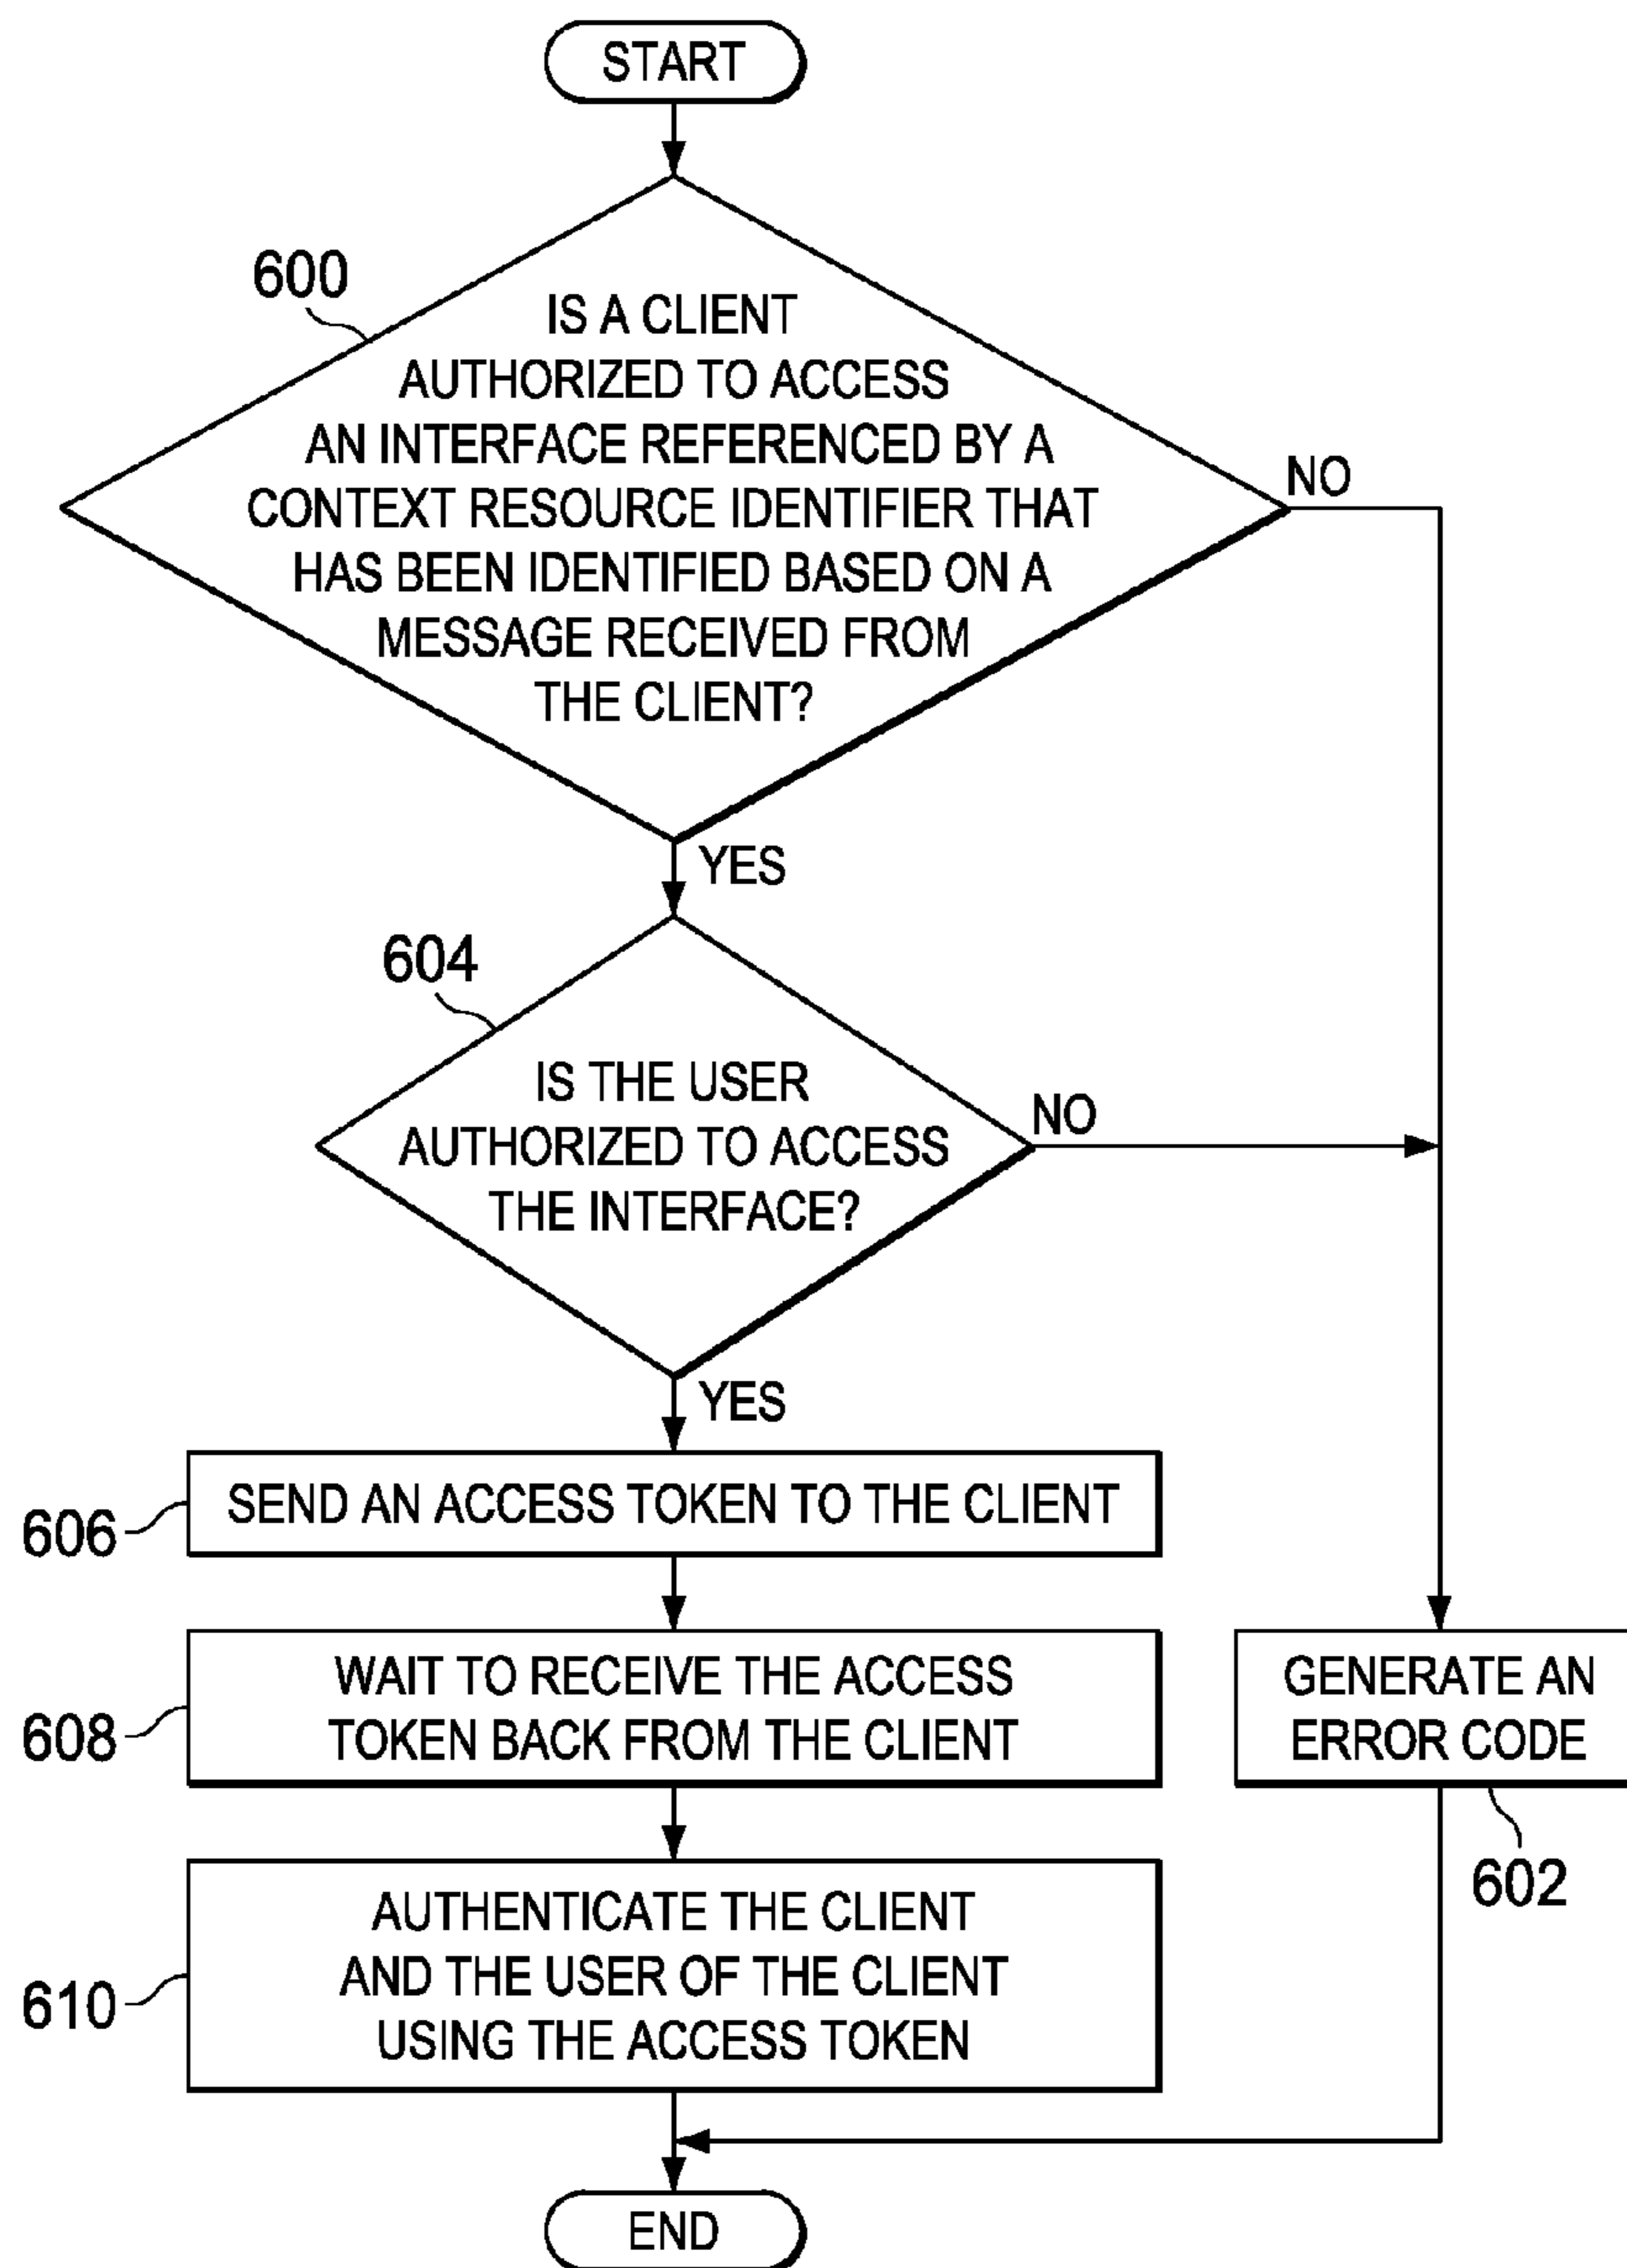 START
600
IS A CLIENT
AUTHORIZED TO ACCESS
AN INTERFACE REFERENCED BY A
CONTEXT RESOURCE IDENTIFIER THAT
HAS BEEN IDENTIFIED BASED ON A
MESSAGE RECEIVED FROM
THE CLIENT?
NO
YES
604
IS THE USER
AUTHORIZED TO ACCESS
THE INTERFACE?
NO
YES
606
SEND AN ACCESS TOKEN TO THE CLIENT
608
WAIT TO RECEIVE THE ACCESS
TOKEN BACK FROM THE CLIENT
GENERATE AN
ERROR CODE
602
610
AUTHENTICATE THE CLIENT
AND THE USER OF THE CLIENT
USING THE ACCESS TOKEN
END